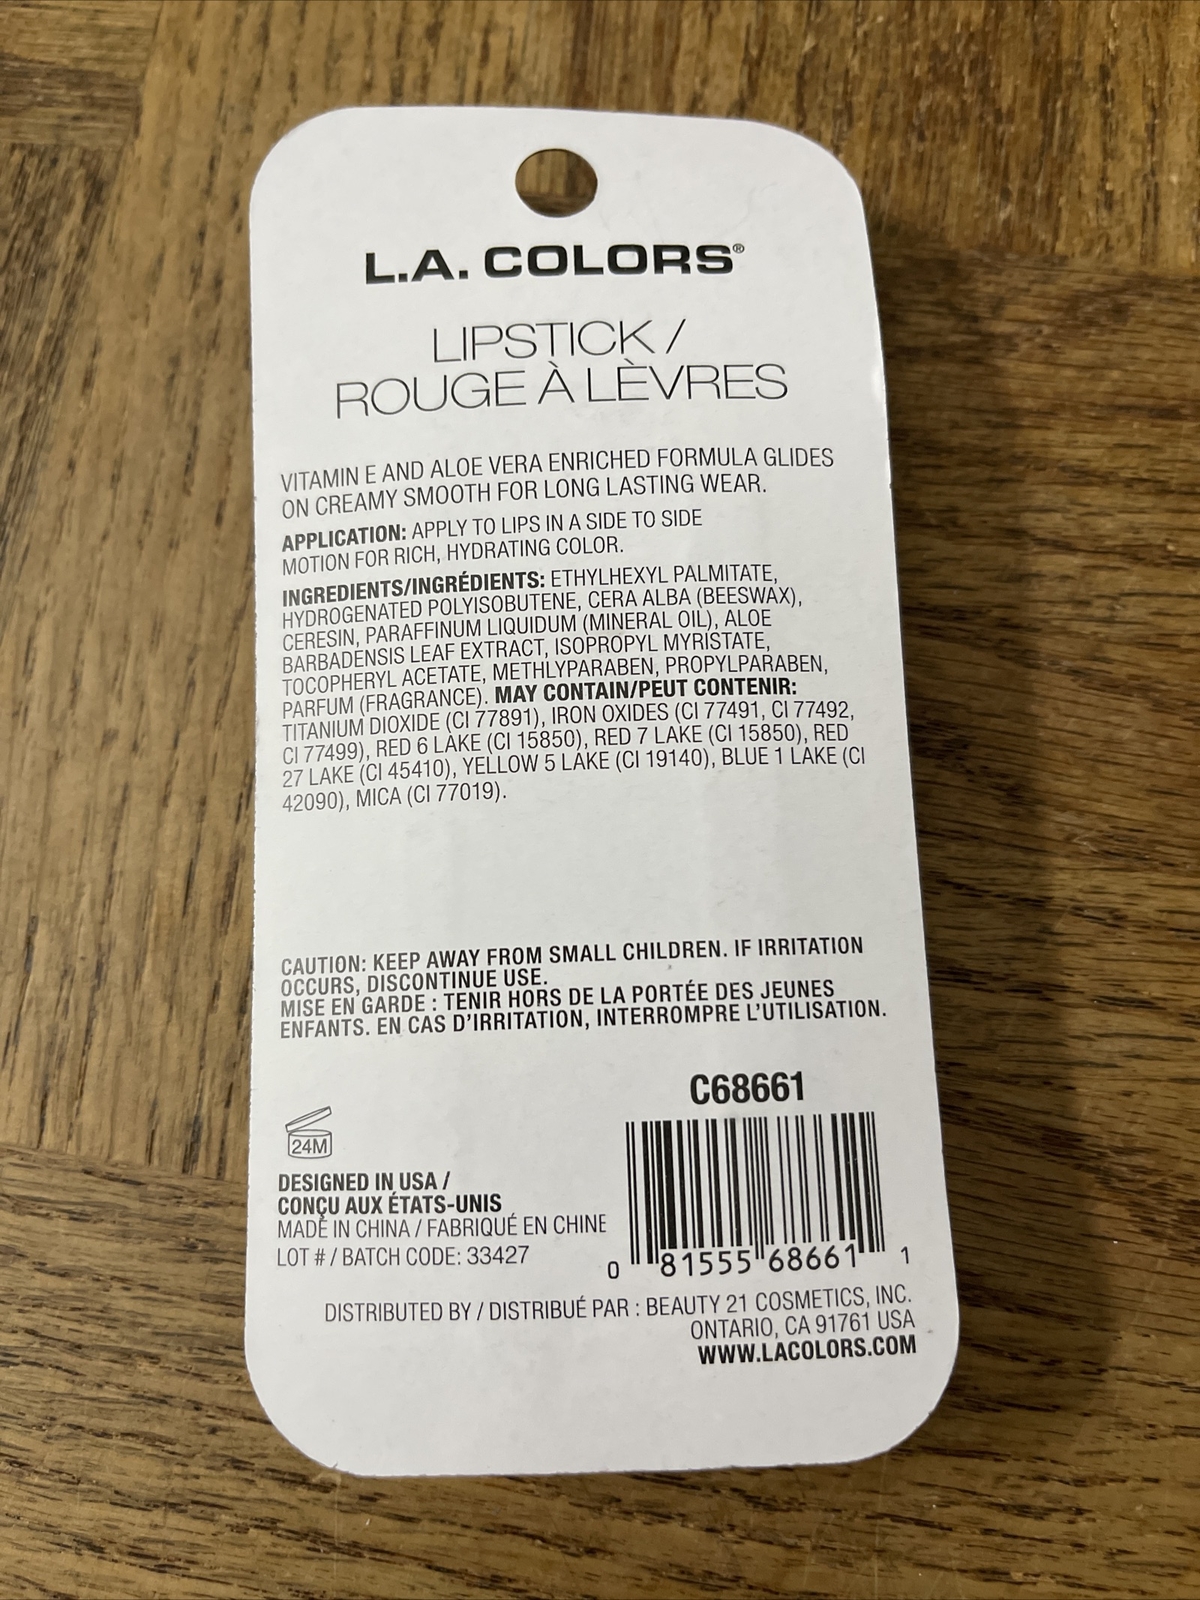 L.A. COLORS®
LIPSTICK /
ROUGE À LÈVRES
VITAMIN E AND ALOE VERA ENRICHED FORMULA GLIDES
ON CREAMY SMOOTH FOR LONG LASTING WEAR.
APPLICATION: APPLY TO LIPS IN A SIDE TO SIDE
MOTION FOR RICH, HYDRATING COLOR.
INGREDIENTS/INGRÉDIENTS: ETHYLHEXYL PALMITATE,
HYDROGENATED POLYISOBUTENE, CERA ALBA (BEESWAX),
CERESIN, PARAFFINUM LIQUIDUM (MINERAL OIL), ALOE
BARBADENSIS LEAF EXTRACT, ISOPROPYL MYRISTATE,
TOCOPHERYL ACETATE, METHLYPARABEN, PROPYLPARABEN,
PARFUM (FRAGRANCE). MAY CONTAIN/PEUT CONTENIR:
TITANIUM DIOXIDE (CI 77891), IRON OXIDES (CI 77491, CI 77492,
CI 77499), RED 6 LAKE (CI 15850), RED 7 LAKE (CI 15850), RED
27 LAKE (CI 45410), YELLOW 5 LAKE (CI 19140), BLUE 1 LAKE (CI
42090), MICA (CI 77019).
CAUTION: KEEP AWAY FROM SMALL CHILDREN. IF IRRITATION
OCCURS, DISCONTINUE USE.
MISE EN GARDE : TENIR HORS DE LA PORTÉE DES JEUNES
ENFANTS. EN CAS D'IRRITATION, INTERROMPRE L'UTILISATION.
C68661
24M
DESIGNED IN USA /
CONÇU AUX ÉTATS-UNIS
MADE IN CHINA / FABRIQUÉ EN CHINE
LOT # / BATCH CODE: 33427
0 81555 68661 1
DISTRIBUTED BY / DISTRIBUÉ PAR : BEAUTY 21 COSMETICS, INC.
ONTARIO, CA 91761 USA
WWW.LACOLORS.COM